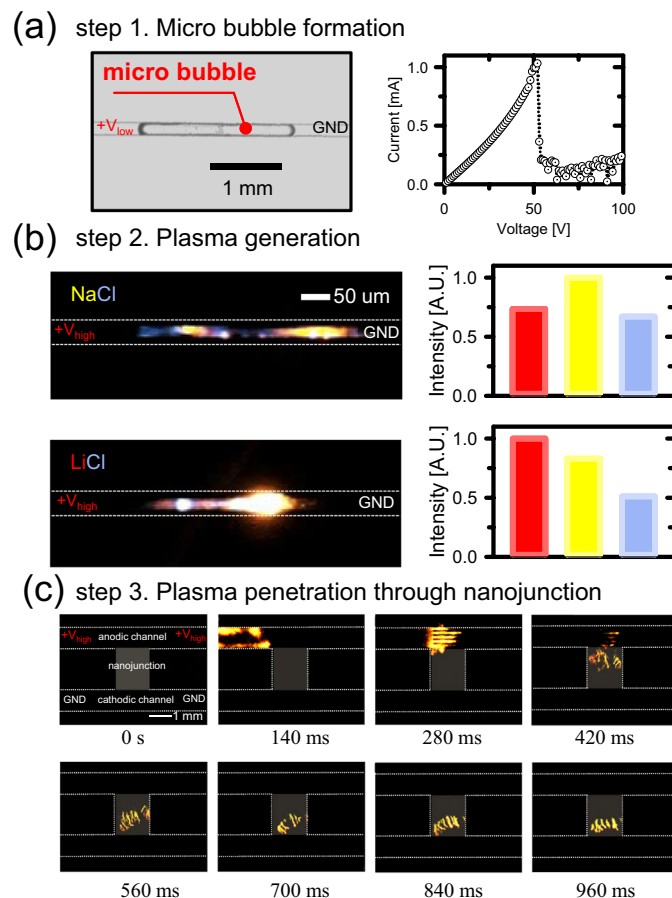 (a) step 1. Micro bubble formation
micro bubble
+Vlow
GND
1 mm
Current [mA]
1.0
0.5
0.0
0
50
100
Voltage [V]
(b) step 2. Plasma generation
NaCl
50 um
+Vhigh
GND
Intensity [A.U.]
1.0
0.5
0.0
LiCl
+Vhigh
GND
Intensity [A.U.]
1.0
0.5
0.0
(c) step 3. Plasma penetration through nanojunction
+Vhigh anodic channel +Vhigh
nanojunction
GND cathodic channel GND
1 mm
0 s
140 ms
280 ms
420 ms
560 ms
700 ms
840 ms
960 ms